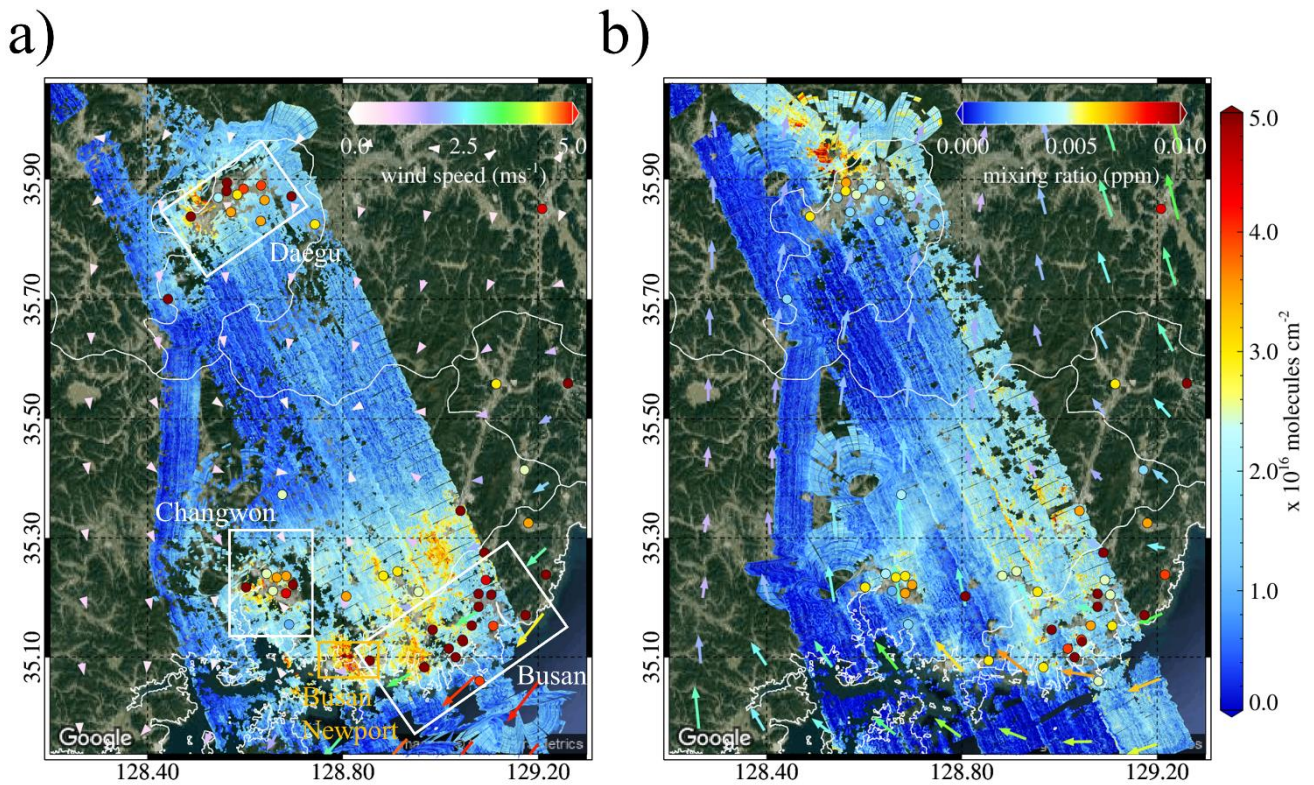 a)
b)
0.0 2.5 5.0
wind speed (ms⁻¹)
0.000 0.005 0.010
mixing ratio (ppm)
5.0
4.0
3.0
2.0
1.0
0.0
x 10¹⁶ molecules cm⁻²
35.90
35.70
35.50
35.30
35.10
Daegu
Changwon
Busan
Busan
Newport
Google
128.40 128.80 129.20
35.90
35.70
35.50
35.30
35.10
Google
128.40 128.80 129.20